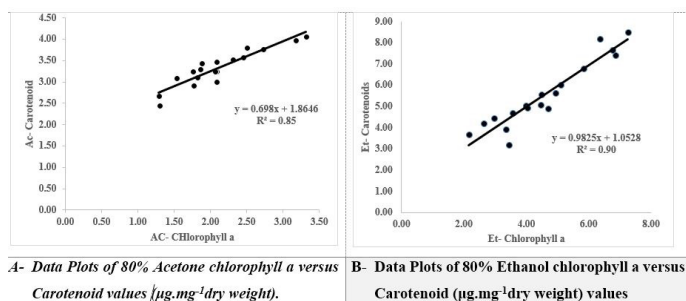 4.50
4.00
3.50
3.00
2.50
2.00
1.50
1.00
0.50
0.00
Ac- Carotenoid
y = 0.698x + 1.8646
R² = 0.85
0.00 0.50 1.00 1.50 2.00 2.50 3.00 3.50
AC- CHlorophyll a
9.00
8.00
7.00
6.00
5.00
4.00
3.00
2.00
1.00
0.00
Et- Carotenoids
y = 0.9825x + 1.0528
R² = 0.90
0.00 2.00 4.00 6.00 8.00
Et- Chlorophyll a
A- Data Plots of 80% Acetone chlorophyll a versus
Carotenoid values (µg.mg-1dry weight).
B- Data Plots of 80% Ethanol chlorophyll a versus
Carotenoid (µg.mg-1dry weight) values